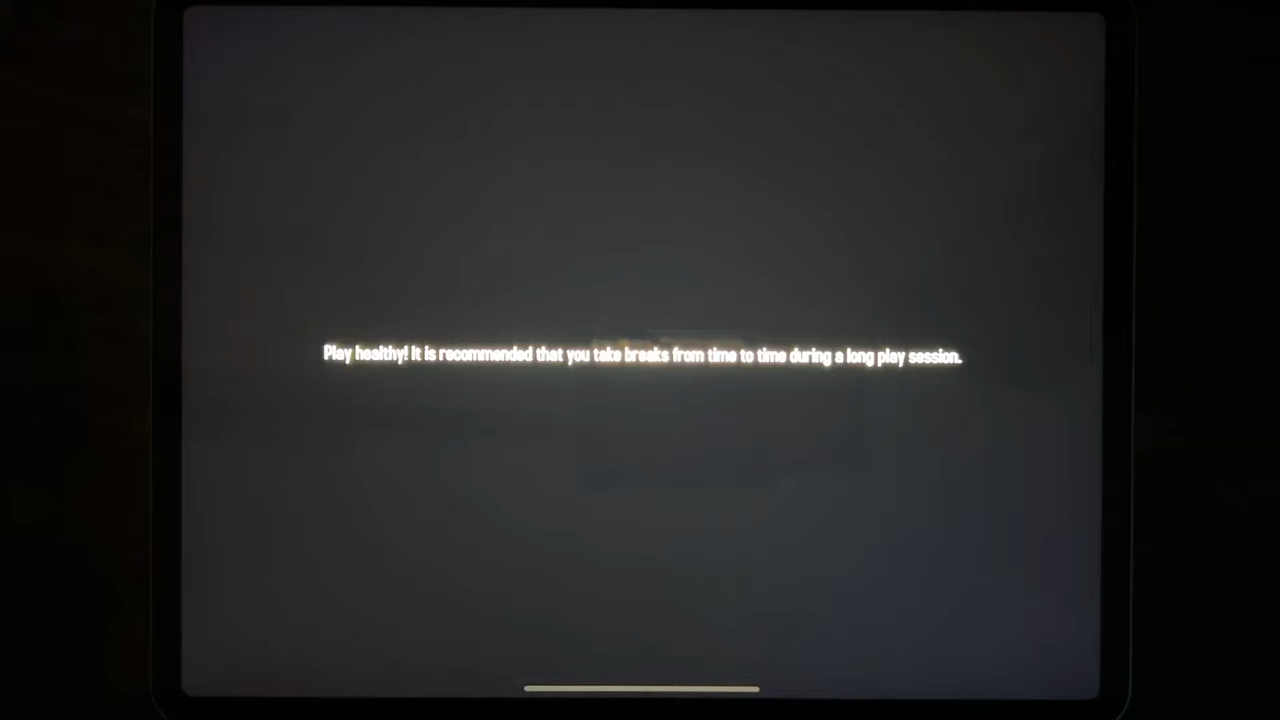 Play healthy! It is recommended that you take breaks from time to time during a long play session.